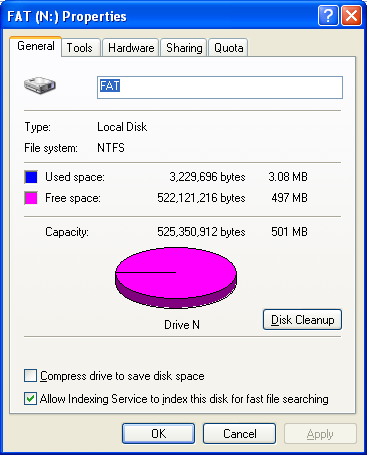 FAT (N:) Properties
General Tools Hardware Sharing Quota
FAT
Type: Local Disk
File system: NTFS
Used space: 3,229,696 bytes 3.08 MB
Free space: 522,121,216 bytes 497 MB
Capacity: 525,350,912 bytes 501 MB
Drive N
Disk Cleanup
Compress drive to save disk space
Allow Indexing Service to index this disk for fast file searching
OK Cancel Apply